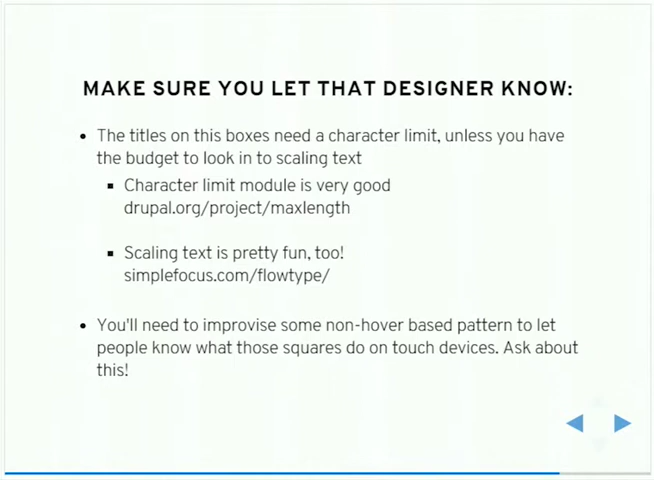 MAKE SURE YOU LET THAT DESIGNER KNOW:
The titles on this boxes need a character limit, unless you have
the budget to look in to scaling text
Character limit module is very good
drupal.org/project/maxlength
Scaling text is pretty fun, too!
simplefocus.com/flowtype/
You'll need to improvise some non-hover based pattern to let
people know what those squares do on touch devices. Ask about
this!